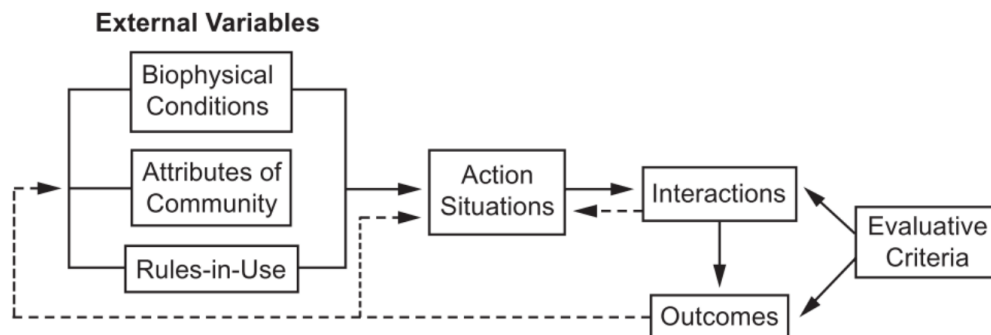 External Variables
Biophysical
Conditions
Attributes of
Community
Rules-in-Use
Action
Situations
Interactions
Outcomes
Evaluative
Criteria